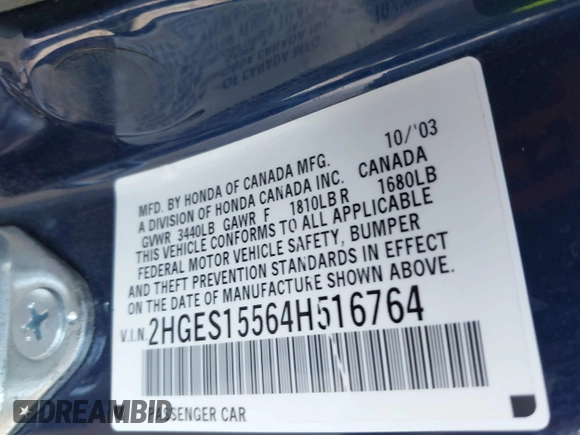 10/'03
MFD. BY HONDA OF CANADA MFG.
A DIVISION OF HONDA CANADA INC. CANADA
GVWR 3440LB GAWR F 1810LB R 1680LB
THIS VEHICLE CONFORMS TO ALL APPLICABLE
FEDERAL MOTOR VEHICLE SAFETY, BUMPER
AND THEFT PREVENTION STANDARDS IN EFFECT
ON THE DATE OF MANUFACTURE SHOWN ABOVE.
V.I.N. 2HGES15564H516764
PASSENGER CAR
DREAMBID